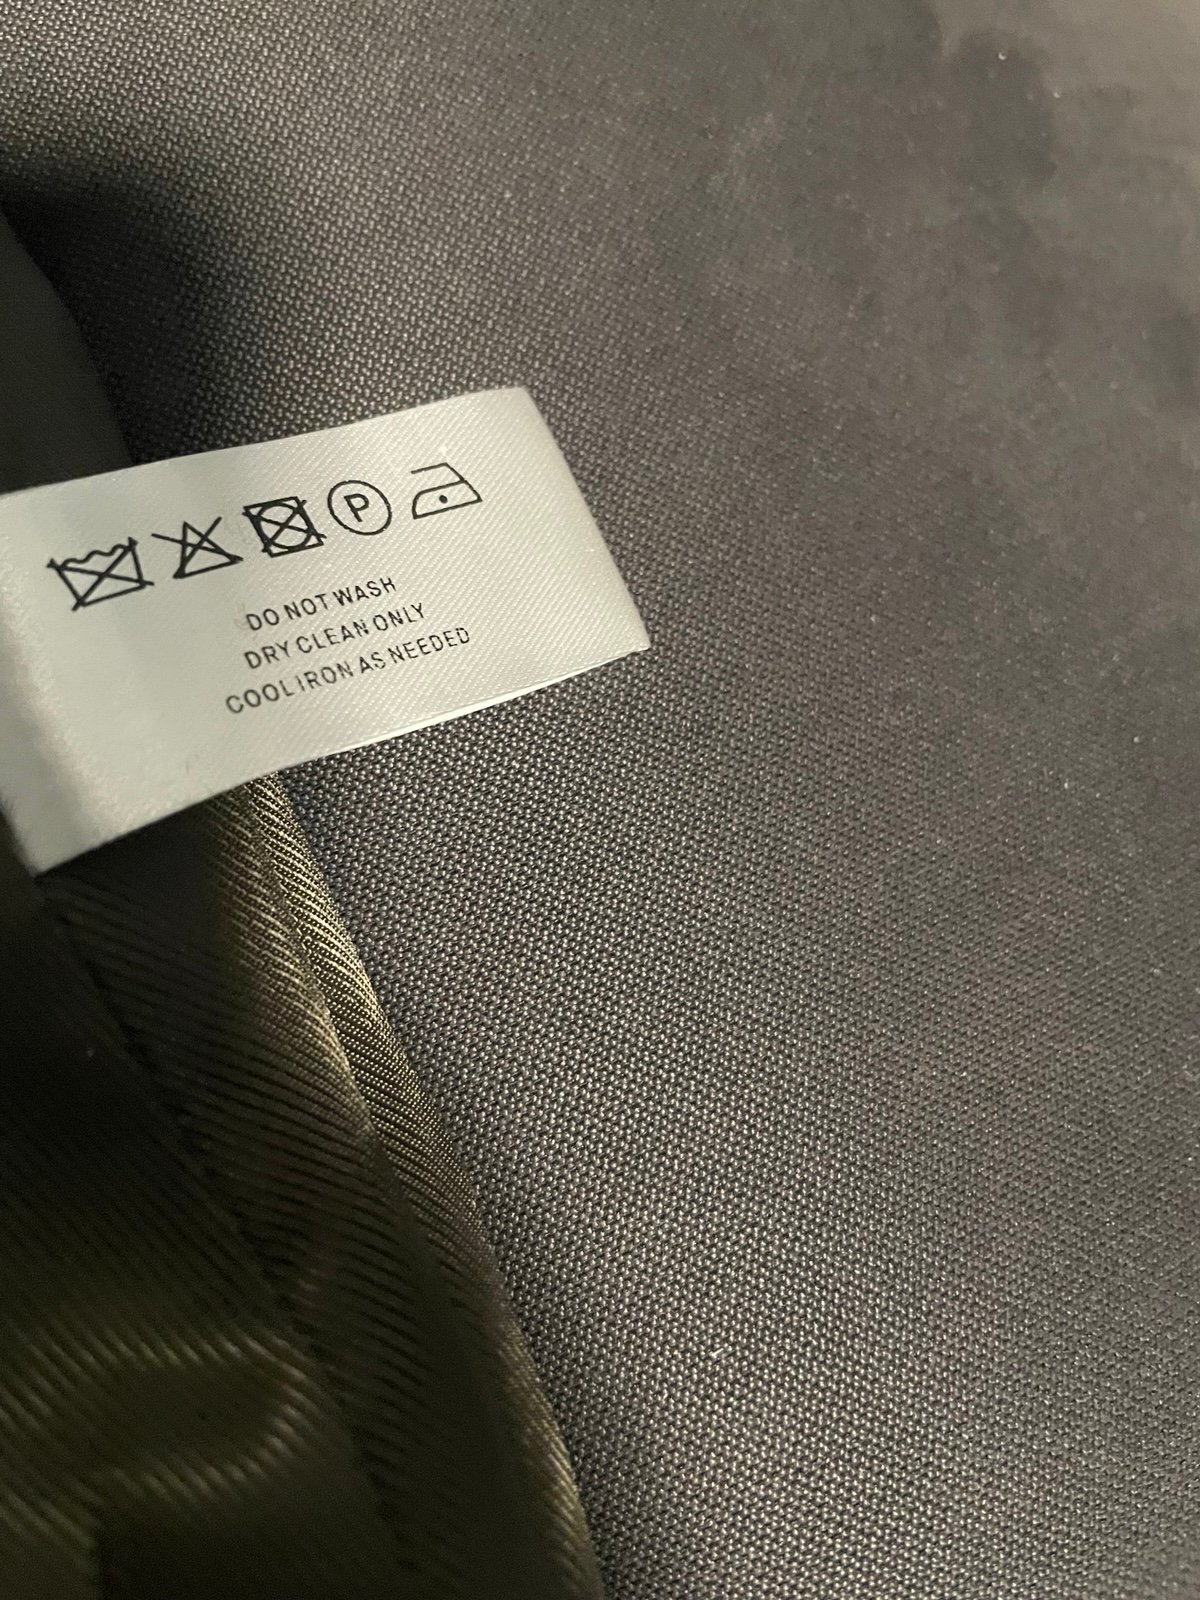 P
DO NOT WASH
DRY CLEAN ONLY
COOL IRON AS NEEDED